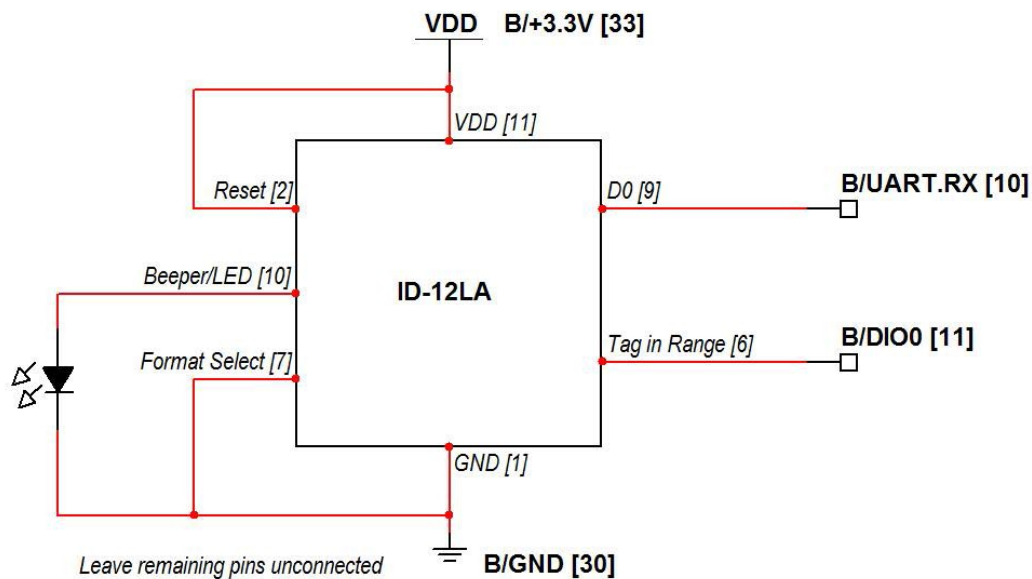 VDD B/+3.3V [33]
VDD [11]
Reset [2]
D0 [9]
B/UART.RX [10]
Beeper/LED [10]
ID-12LA
Format Select [7]
Tag in Range [6]
B/DIO0 [11]
GND [1]
Leave remaining pins unconnected
B/GND [30]